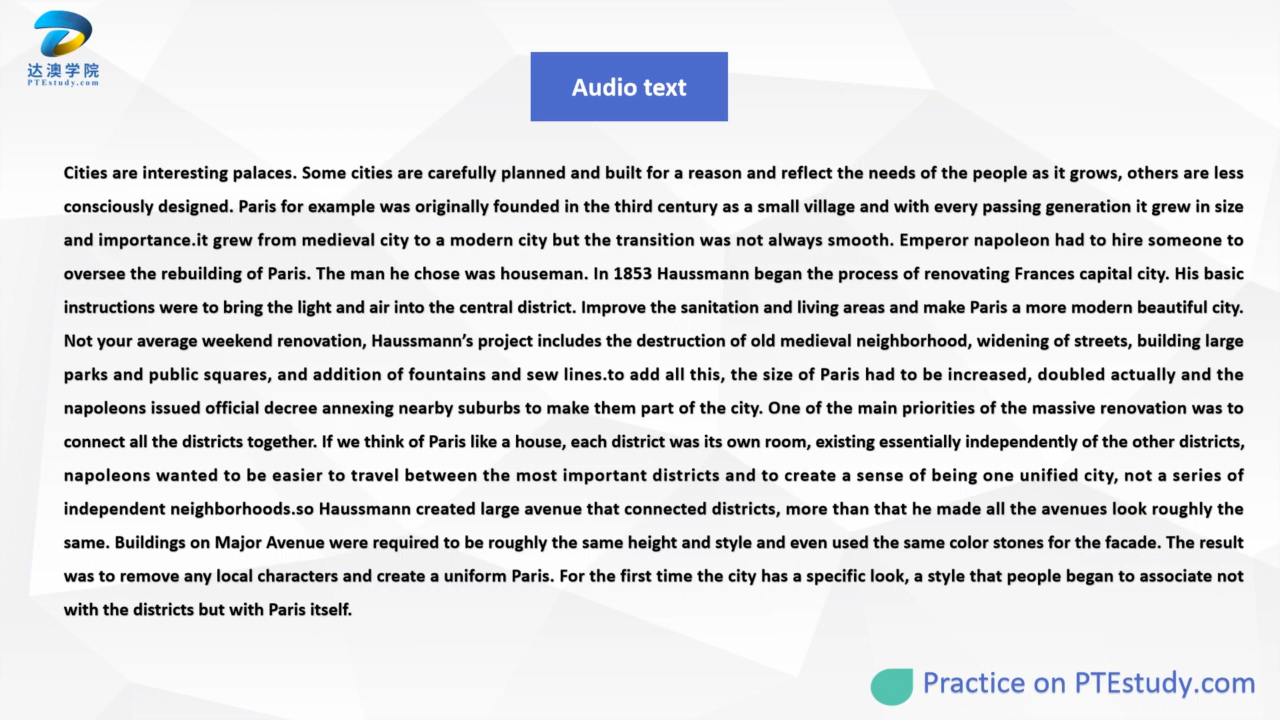 达澳学院
PTEstudy.com
Audio text
Cities are interesting palaces. Some cities are carefully planned and built for a reason and reflect the needs of the people as it grows, others are less
consciously designed. Paris for example was originally founded in the third century as a small village and with every passing generation it grew in size
and importance.it grew from medieval city to a modern city but the transition was not always smooth. Emperor napoleon had to hire someone to
oversee the rebuilding of Paris. The man he chose was houseman. In 1853 Haussmann began the process of renovating Frances capital city. His basic
instructions were to bring the light and air into the central district. Improve the sanitation and living areas and make Paris a more modern beautiful city.
Not your average weekend renovation, Haussmann’s project includes the destruction of old medieval neighborhood, widening of streets, building large
parks and public squares, and addition of fountains and sew lines.to add all this, the size of Paris had to be increased, doubled actually and the
napoleons issued official decree annexing nearby suburbs to make them part of the city. One of the main priorities of the massive renovation was to
connect all the districts together. If we think of Paris like a house, each district was its own room, existing essentially independently of the other districts,
napoleons wanted to be easier to travel between the most important districts and to create a sense of being one unified city, not a series of
independent neighborhoods.so Haussmann created large avenue that connected districts, more than that he made all the avenues look roughly the
same. Buildings on Major Avenue were required to be roughly the same height and style and even used the same color stones for the facade. The result
was to remove any local characters and create a uniform Paris. For the first time the city has a specific look, a style that people began to associate not
with the districts but with Paris itself.
Practice on PTEstudy.com